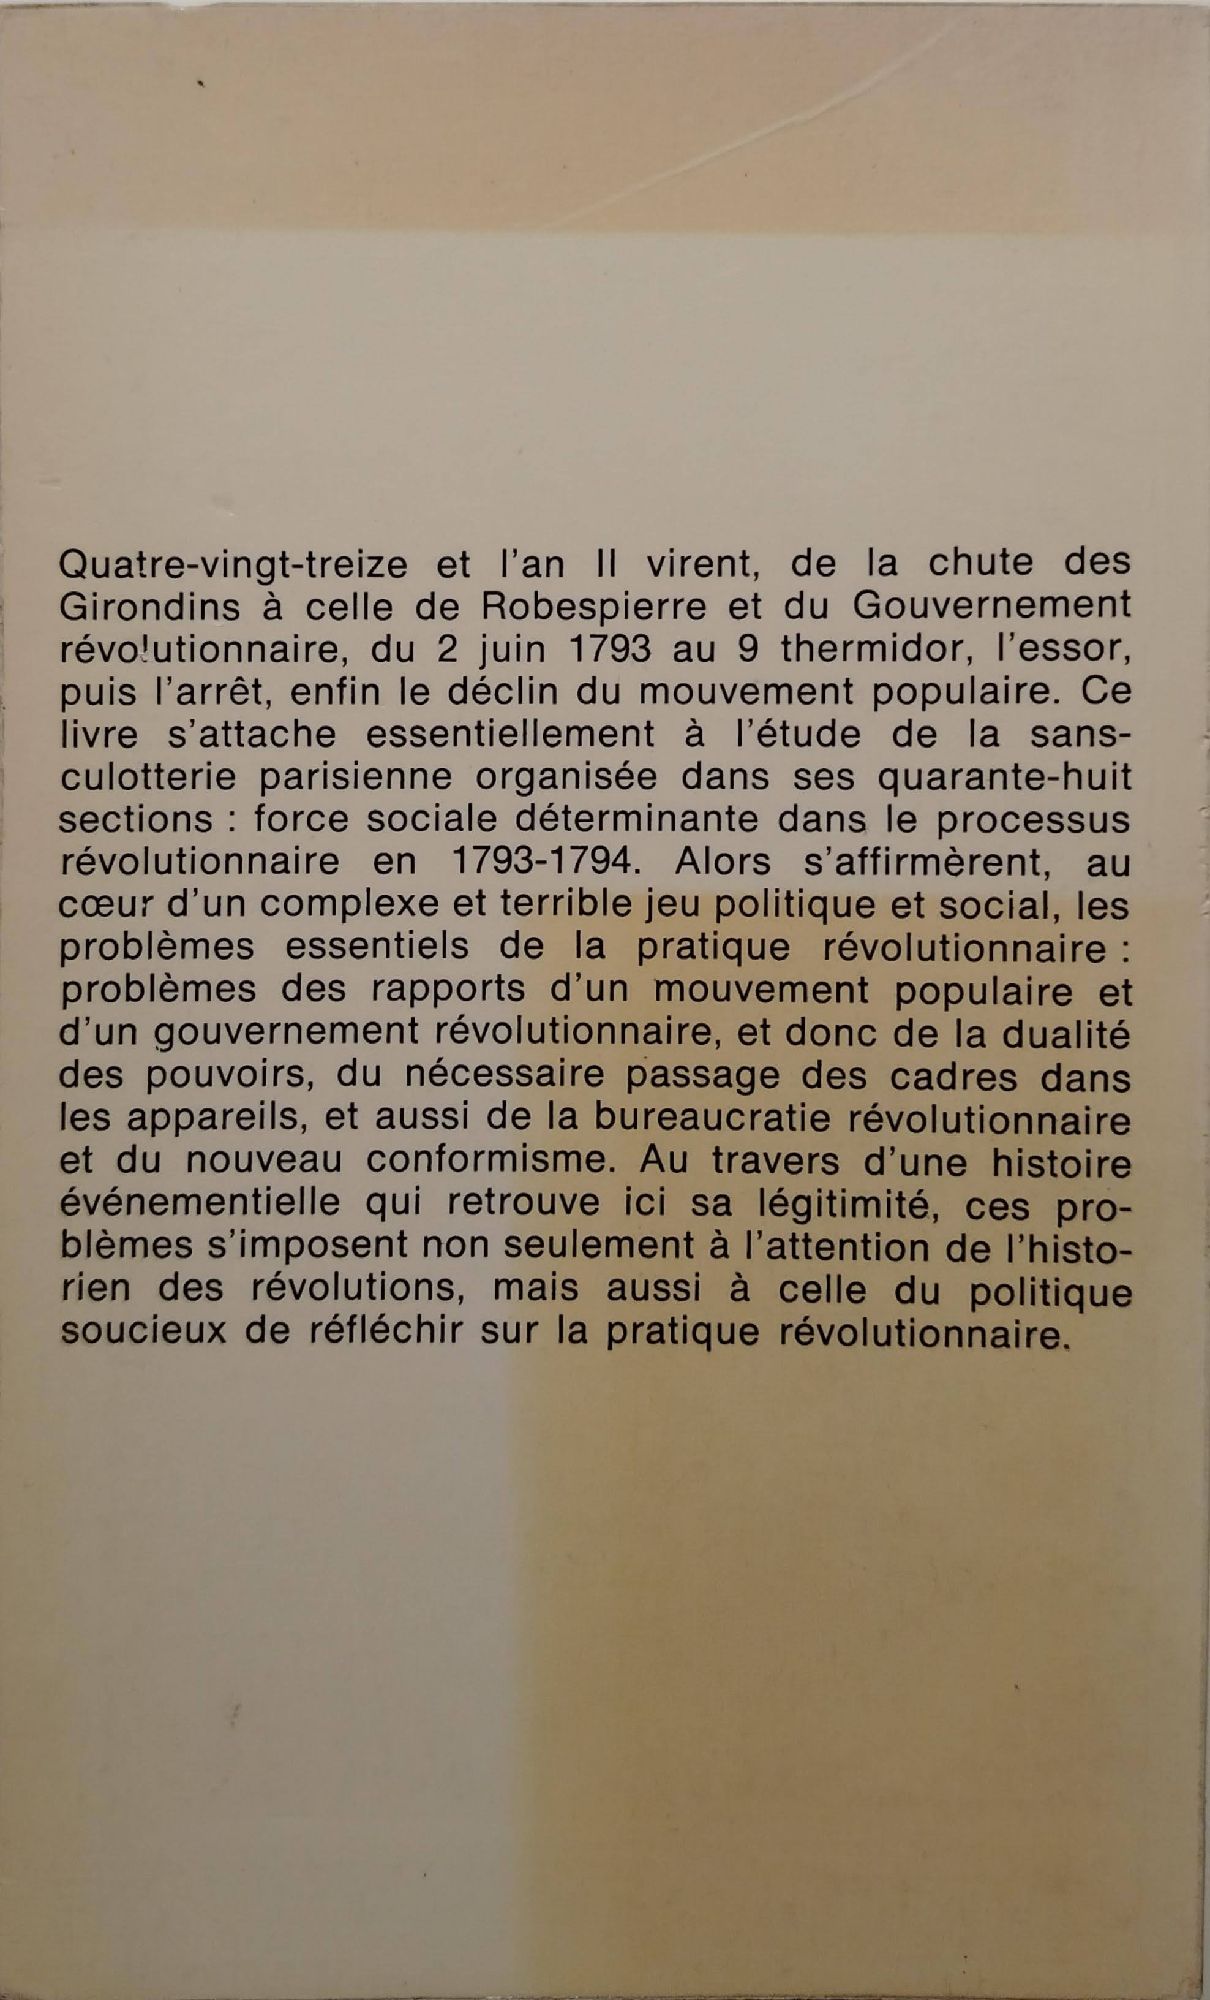 Quatre-vingt-treize et l'an II virent, de la chute des
Girondins à celle de Robespierre et du Gouvernement
révolutionnaire, du 2 juin 1793 au 9 thermidor, l'essor,
puis l'arrêt, enfin le déclin du mouvement populaire. Ce
livre s'attache essentiellement à l'étude de la sans-
culotterie parisienne organisée dans ses quarante-huit
sections : force sociale déterminante dans le processus
révolutionnaire en 1793-1794. Alors s'affirmèrent, au
cœur d'un complexe et terrible jeu politique et social, les
problèmes essentiels de la pratique révolutionnaire :
problèmes des rapports d'un mouvement populaire et
d'un gouvernement révolutionnaire, et donc de la dualité
des pouvoirs, du nécessaire passage des cadres dans
les appareils, et aussi de la bureaucratie révolutionnaire
et du nouveau conformisme. Au travers d'une histoire
événementielle qui retrouve ici sa légitimité, ces pro-
blèmes s'imposent non seulement à l'attention de l'histo-
rien des révolutions, mais aussi à celle du politique
soucieux de réfléchir sur la pratique révolutionnaire.